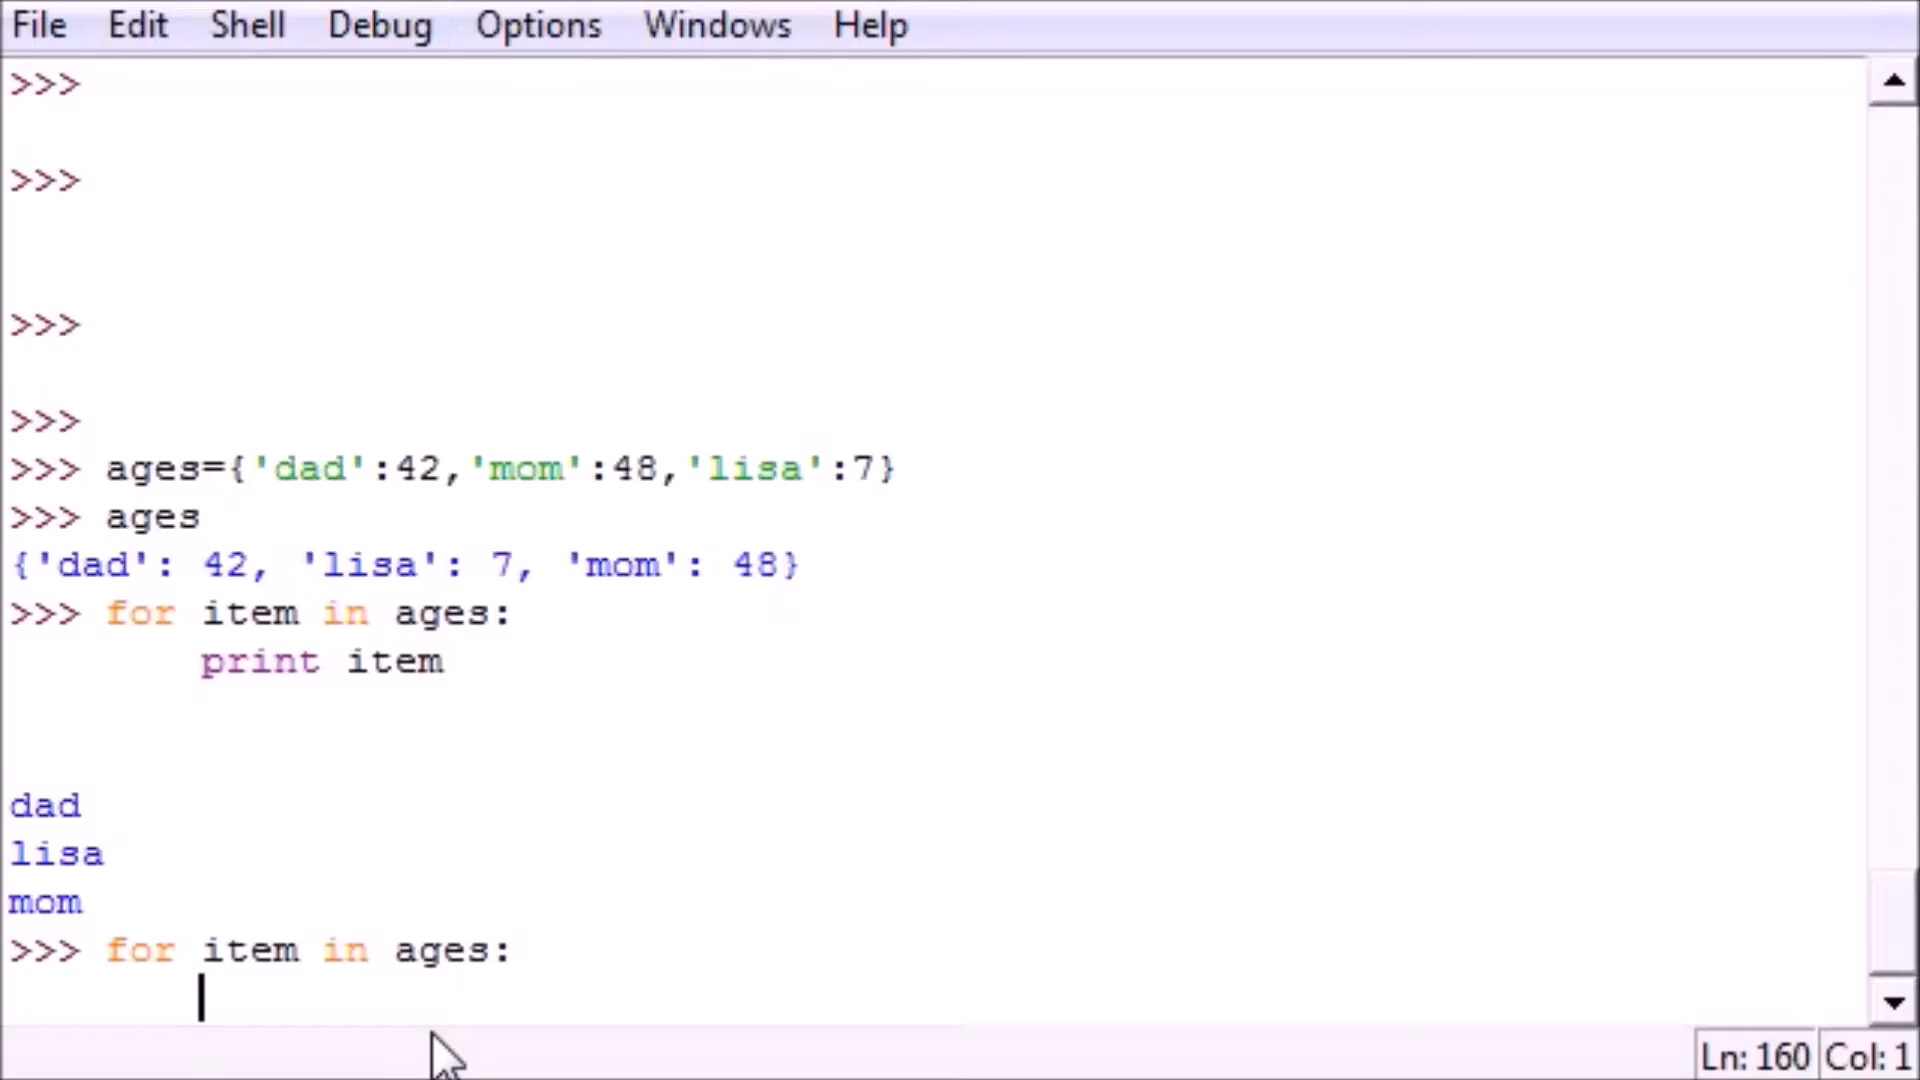 File Edit Shell Debug Options Windows Help
>>>
>>>
>>>
>>>
>>> ages={'dad':42,'mom':48,'lisa':7}
>>> ages
{'dad': 42, 'lisa': 7, 'mom': 48}
>>> for item in ages:
print item
dad
lisa
mom
>>> for item in ages:
Ln: 160 Col: 1